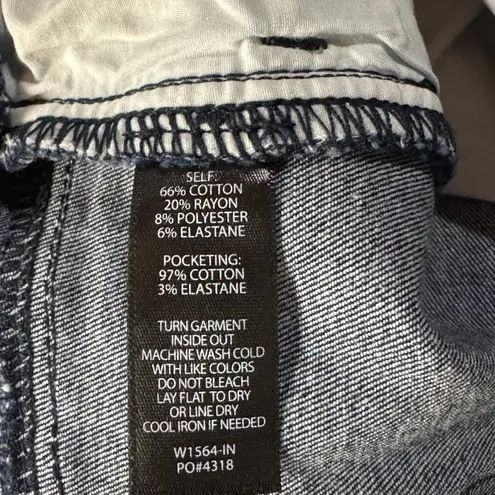 SELF:
66% COTTON
20% RAYON
8% POLYESTER
6% ELASTANE
POCKETING:
97% COTTON
3% ELASTANE
TURN GARMENT
INSIDE OUT
MACHINE WASH COLD
WITH LIKE COLORS
DO NOT BLEACH
LAY FLAT TO DRY
OR LINE DRY
COOL IRON IF NEEDED
W1564-IN
PO#4318